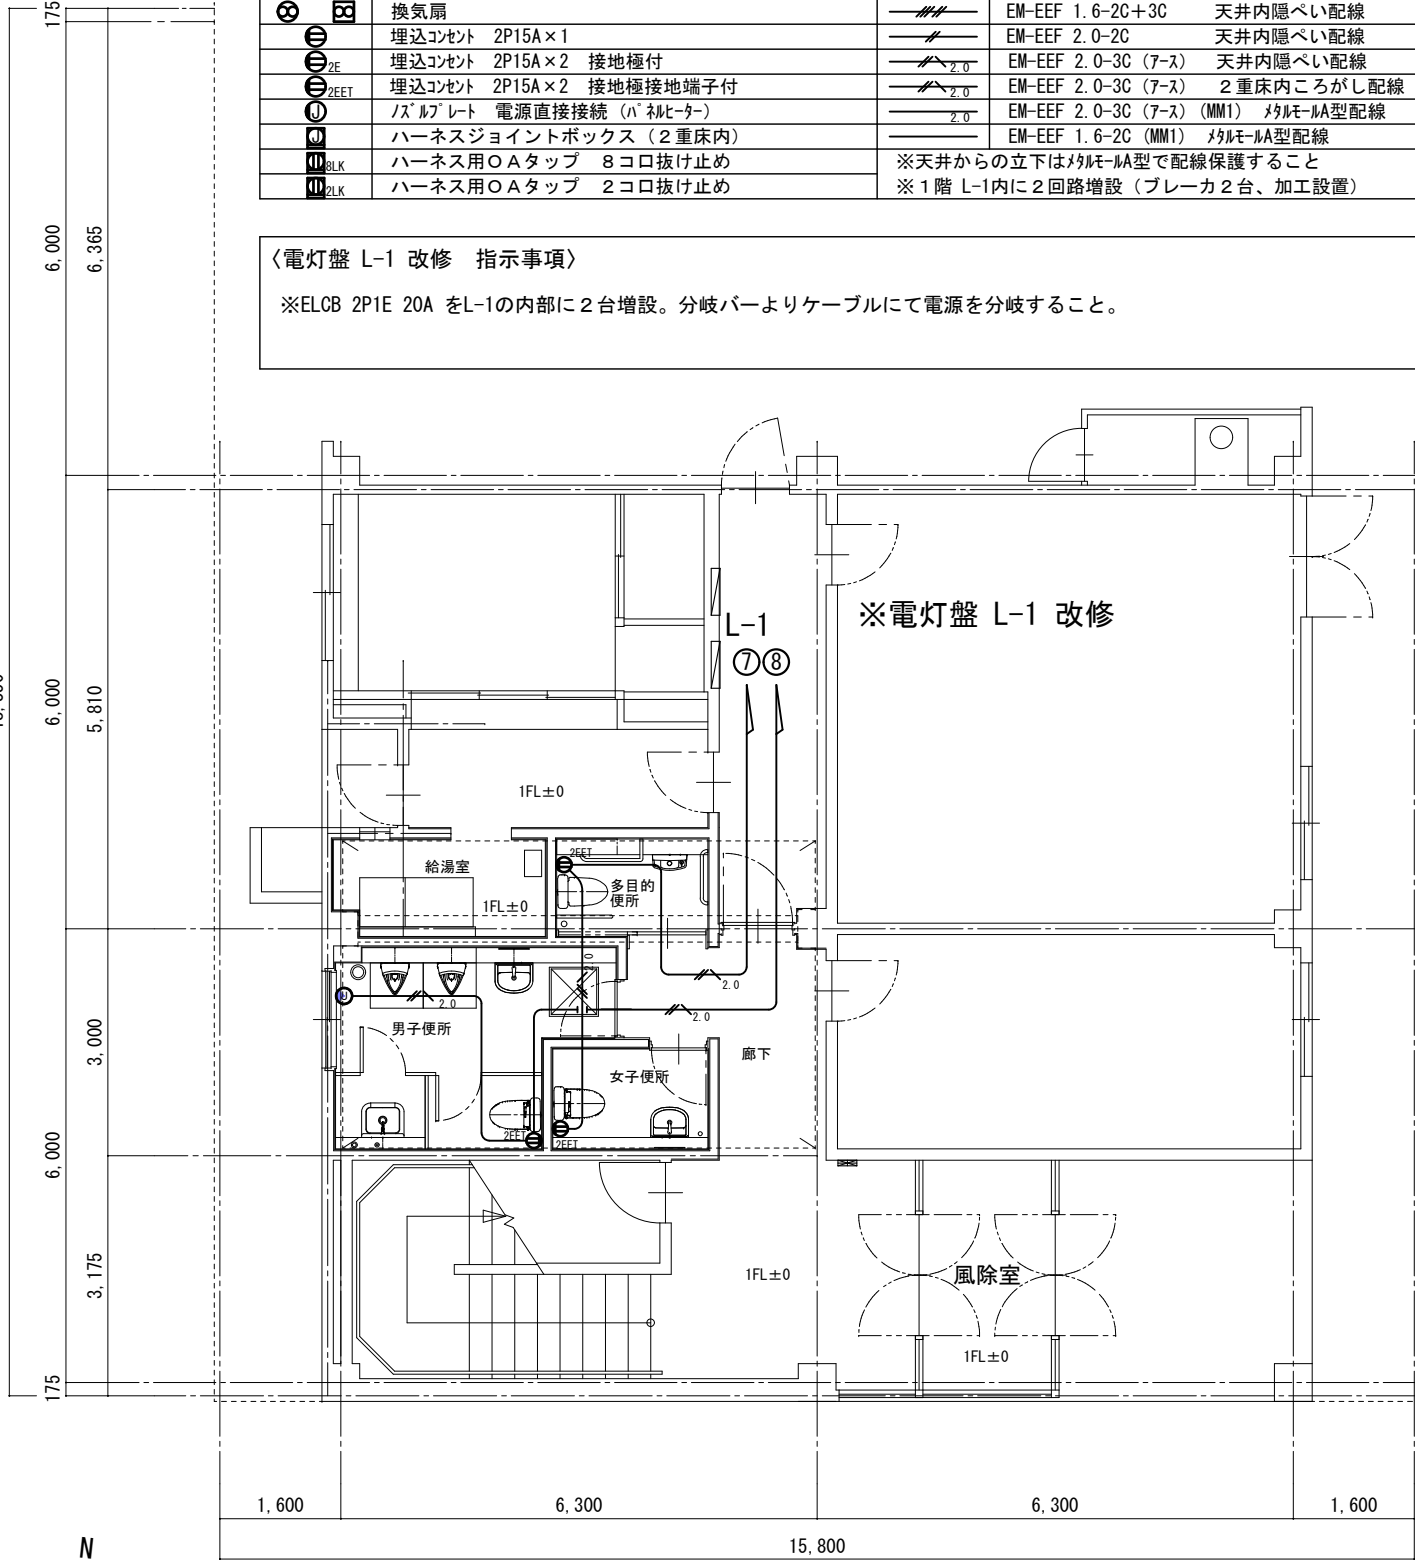 換気扇 EM-EEF 1.6-2C+3C 天井内隠ぺい配線
埋込コンセント 2P15A×1 EM-EEF 2.0-2C 天井内隠ぺい配線
2E 埋込コンセント 2P15A×2 接地極付 2.0 EM-EEF 2.0-3C (アース) 天井内隠ぺい配線
2EET 埋込コンセント 2P15A×2 接地極接地端子付 2.0 EM-EEF 2.0-3C (アース) 2重床内ころがし配線
J ノズルプレート 電源直接接続 (パネルヒーター) 2.0 EM-EEF 2.0-3C (アース) (MM1) メタルモールA型配線
J ハーネスジョイントボックス(2重床内) EM-EEF 1.6-2C (MM1) メタルモールA型配線
8LK ハーネス用OAタップ 8コロ抜け止め ※天井からの立下はメタルモールA型で配線保護すること
2LK ハーネス用OAタップ 2コロ抜け止め ※1階 L-1内に2回路増設(ブレーカ2台、加工設置)
〈電灯盤 L-1 改修 指示事項〉
※ELCB 2P1E 20A をL-1の内部に2台増設。分岐バーよりケーブルにて電源を分岐すること。
175
6,000
6,365
6,000
5,810
3,000
6,000
3,175
175
L-1
⑦⑧
※電灯盤 L-1 改修
1FL±0
給湯室
1FL±0
2EET
多目的
便所
2.0
2.0
2.0
2.0
J
男子便所
女子便所
廊下
2EET
2EET
1FL±0
風除室
1FL±0
1,600 6,300 6,300 1,600
15,800
N